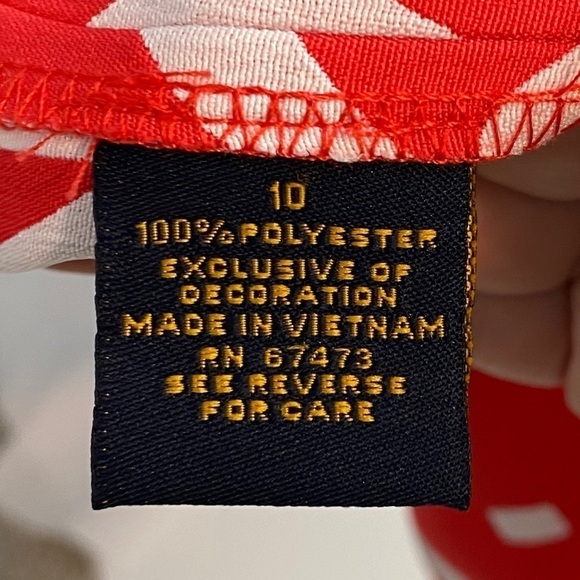 10
100% POLYESTER
EXCLUSIVE OF
DECORATION
MADE IN VIETNAM
RN 67473
SEE REVERSE
FOR CARE